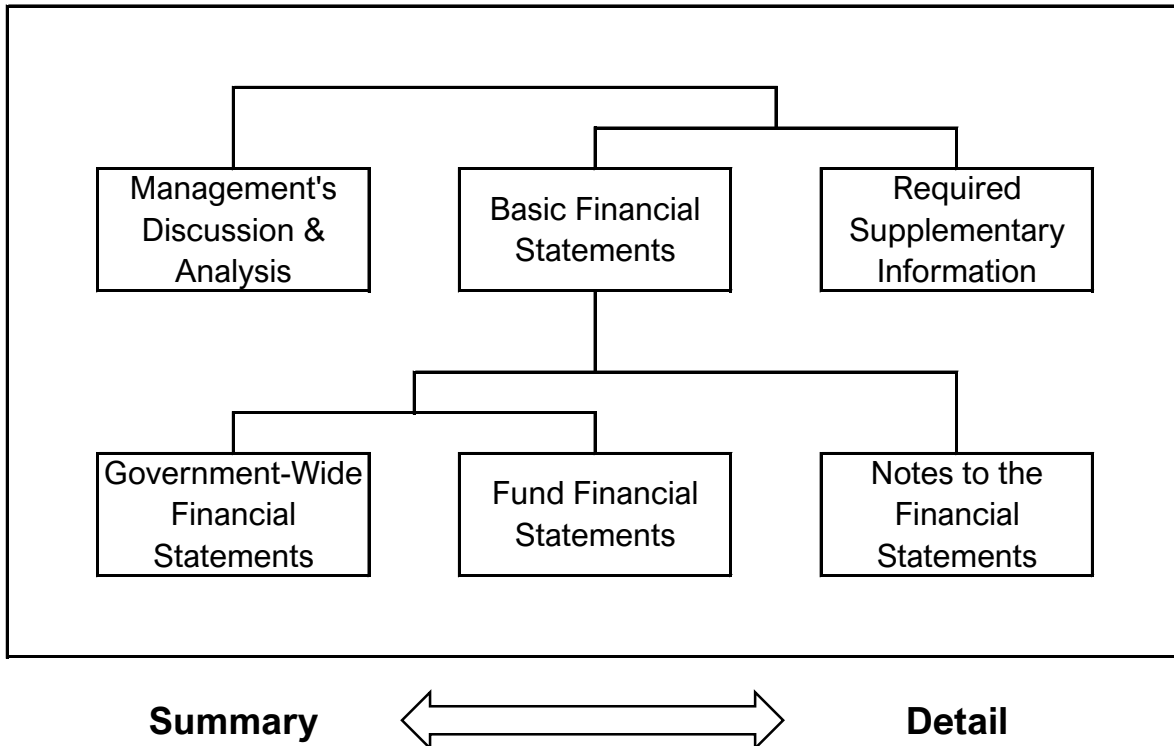 Management's
Discussion &
Analysis
Basic Financial
Statements
Required
Supplementary
Information
Government-Wide
Financial
Statements
Fund Financial
Statements
Notes to the
Financial
Statements
Summary
Detail